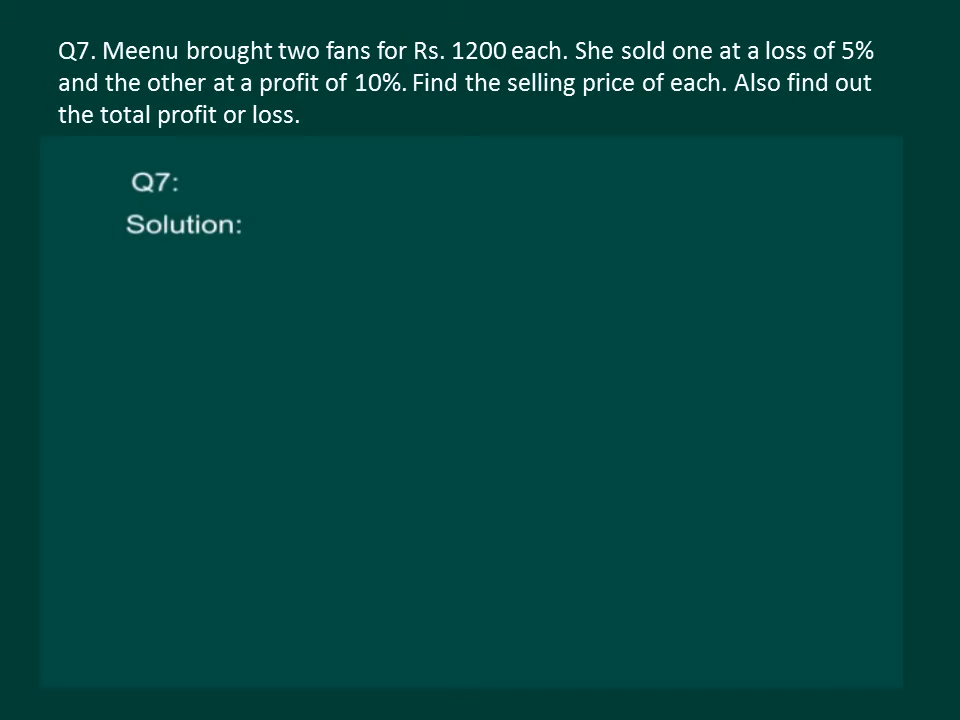 Q7. Meenu brought two fans for Rs. 1200 each. She sold one at a loss of 5%
and the other at a profit of 10%. Find the selling price of each. Also find out
the total profit or loss.
Q7:
Solution: